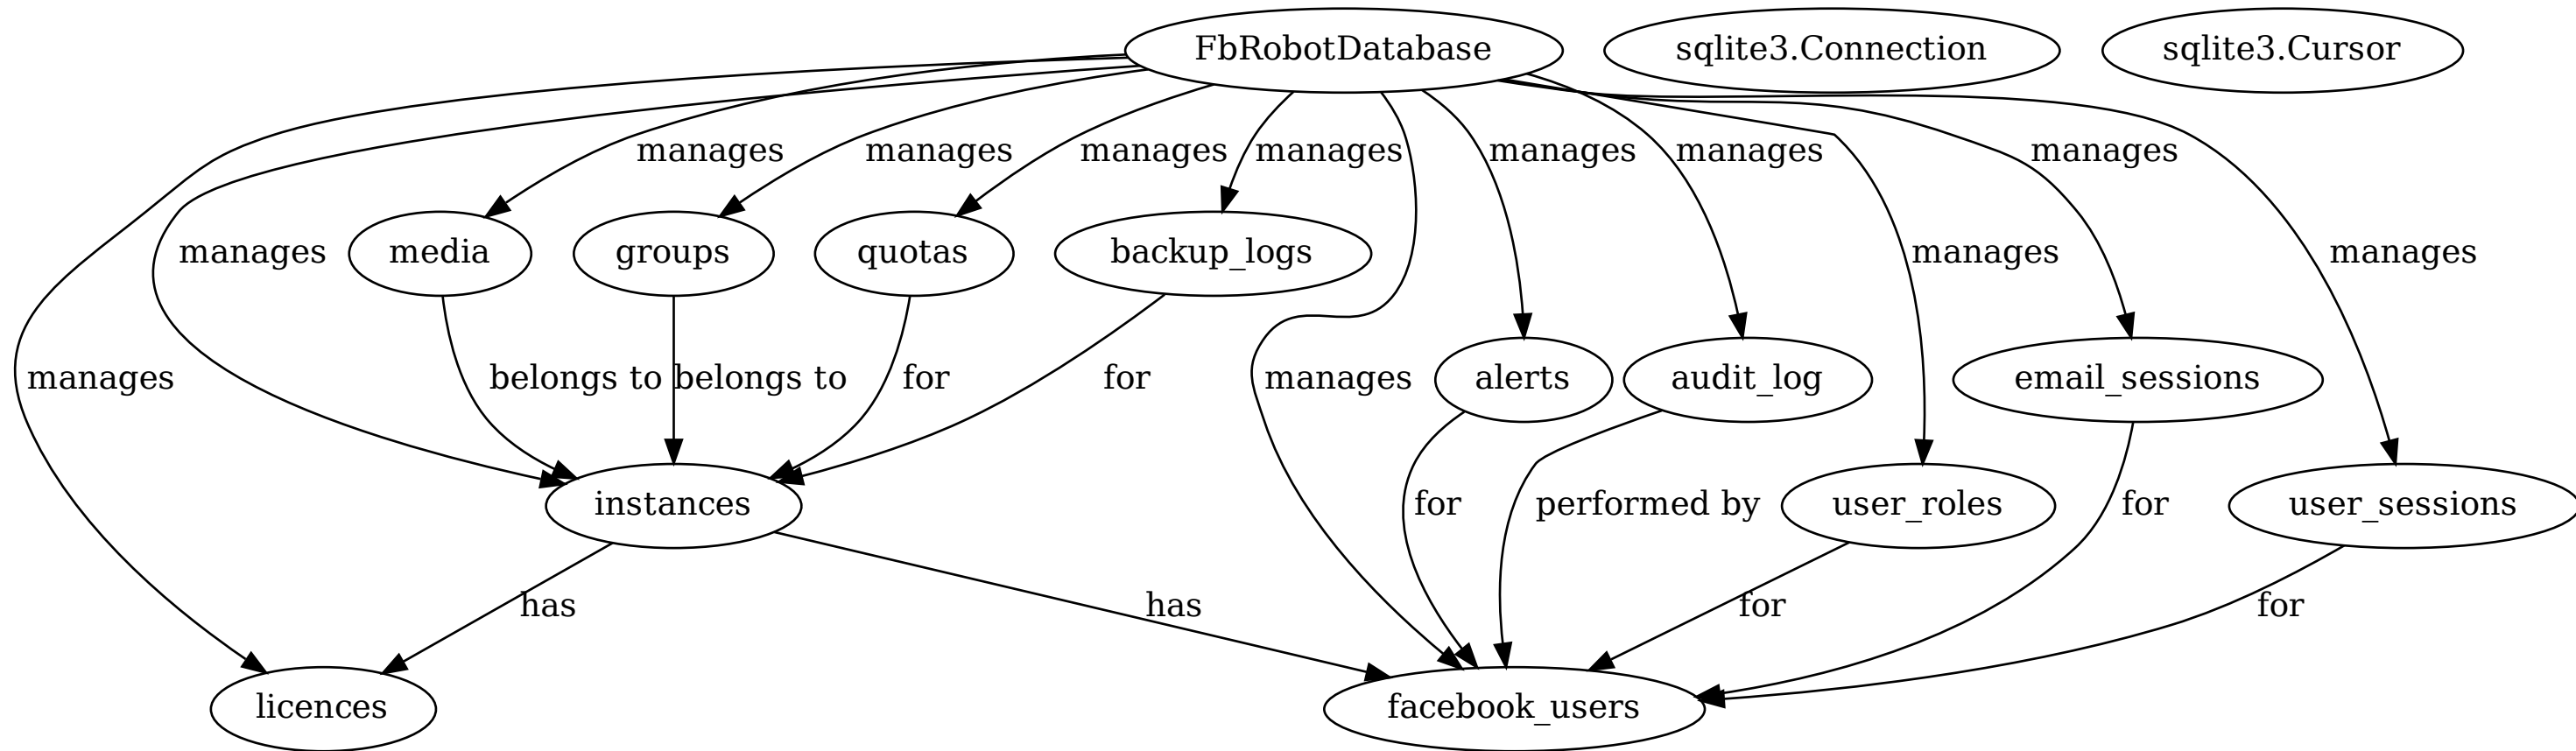 FbRobotDatabase
sqlite3.Connection
sqlite3.Cursor
manages
manages
manages
manages
manages
manages
manages
manages
media
groups
quotas
backup_logs
manages
manages
manages
belongs to
belongs to
for
for
manages
alerts
audit_log
email_sessions
instances
for
performed by
user_roles
for
user_sessions
has
has
for
for
licences
facebook_users